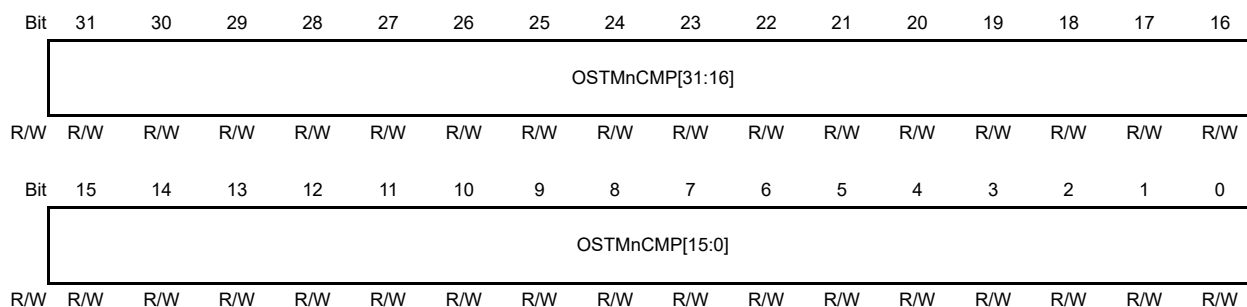 Bit 31 30 29 28 27 26 25 24 23 22 21 20 19 18 17 16
OSTMnCMP[31:16]
R/W R/W R/W R/W R/W R/W R/W R/W R/W R/W R/W R/W R/W R/W R/W R/W R/W
Bit 15 14 13 12 11 10 9 8 7 6 5 4 3 2 1 0
OSTMnCMP[15:0]
R/W R/W R/W R/W R/W R/W R/W R/W R/W R/W R/W R/W R/W R/W R/W R/W R/W